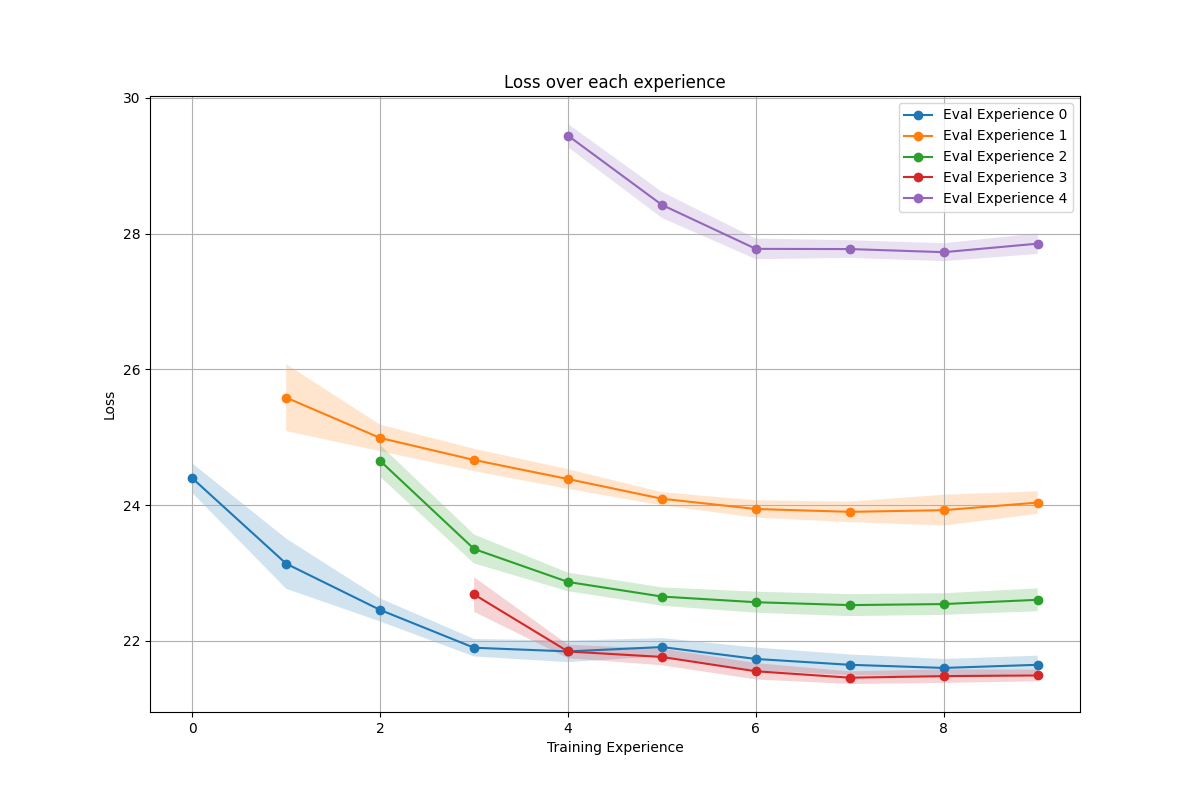 Loss over each experience
30
28
26
24
22
Loss
0 2 4 6 8
Training Experience
Eval Experience 0
Eval Experience 1
Eval Experience 2
Eval Experience 3
Eval Experience 4